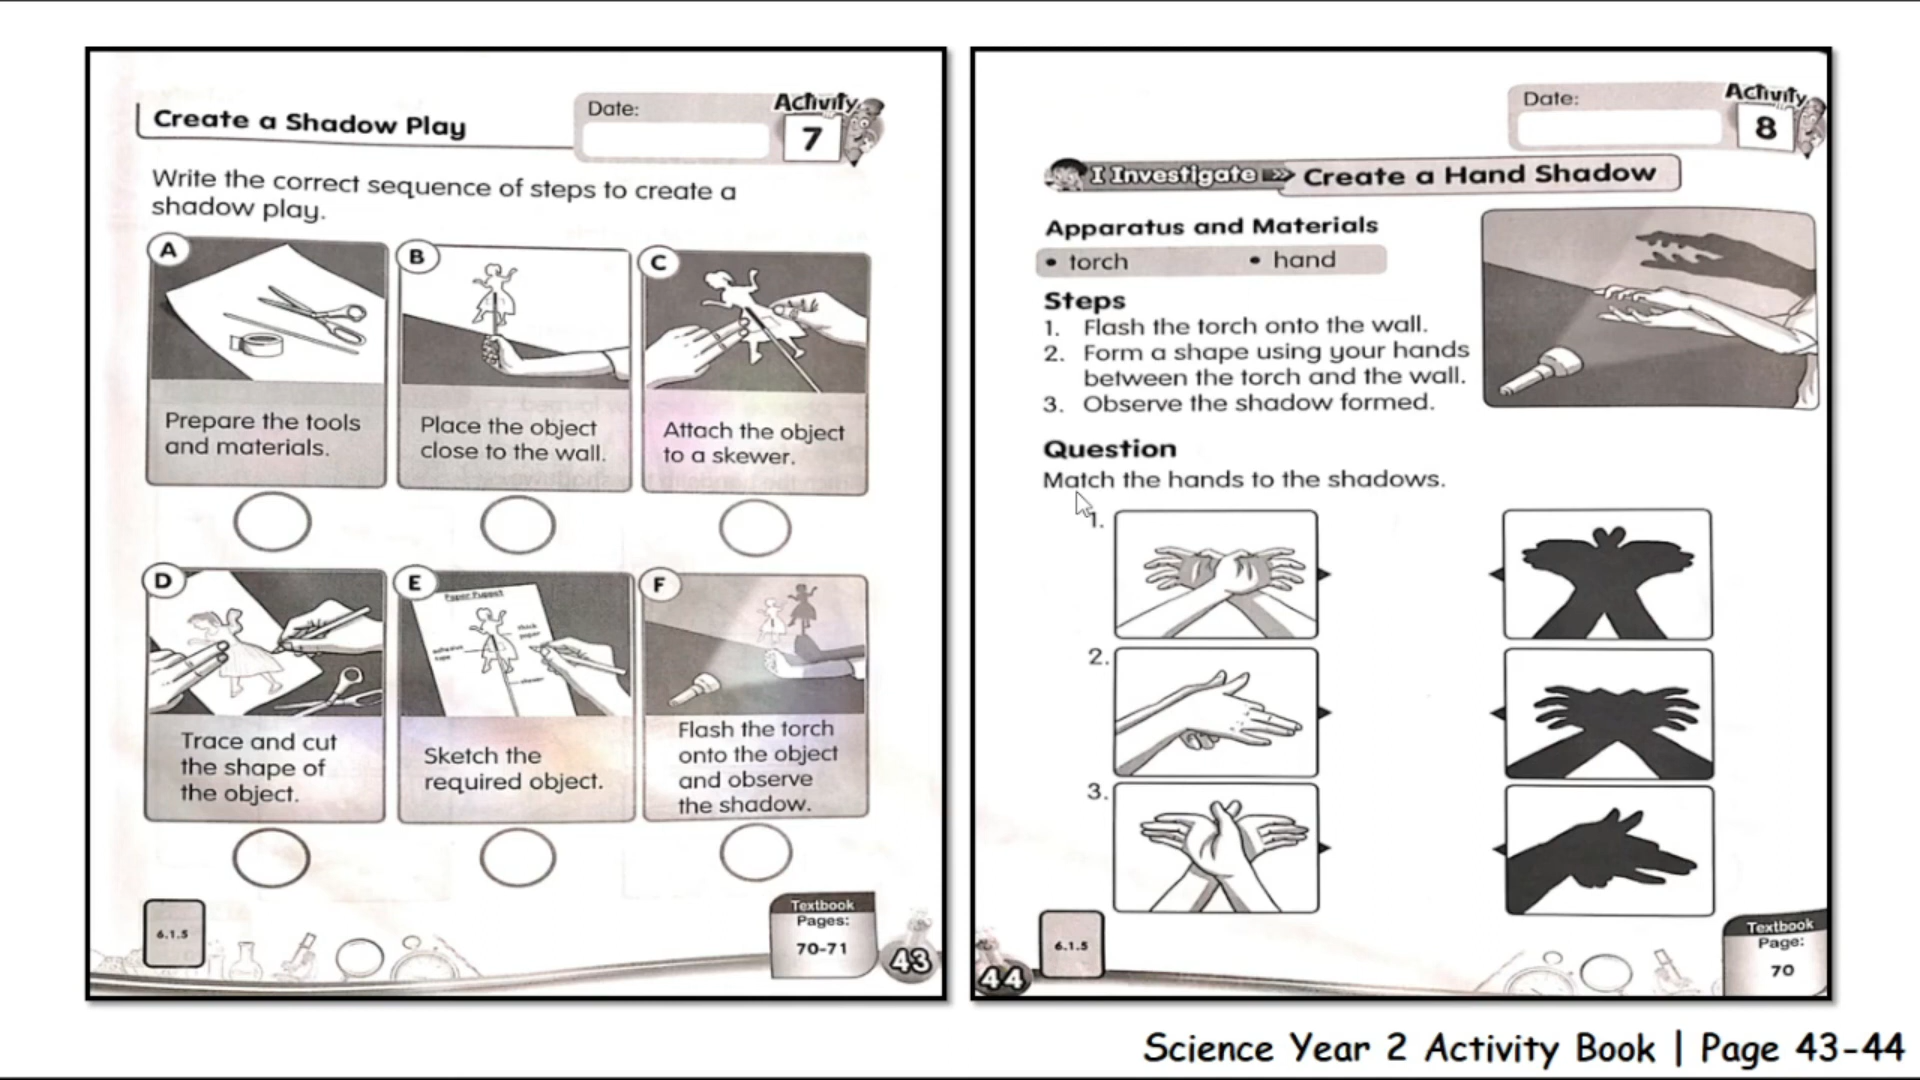 Create a Shadow Play
Date:
Activity
7
Write the correct sequence of steps to create a
shadow play.
A
Prepare the tools
and materials.
B
Place the object
close to the wall.
C
Attach the object
to a skewer.
D
Trace and cut
the shape of
the object.
E
Paper Puppet
thick
paper
adhesive
tape
skewer
Sketch the
required object.
F
Flash the torch
onto the object
and observe
the shadow.
6.1.5
Textbook
Pages:
70-71
43
Date:
Activity
8
I Investigate
Create a Hand Shadow
Apparatus and Materials
• torch
• hand
Steps
1. Flash the torch onto the wall.
2. Form a shape using your hands
between the torch and the wall.
3. Observe the shadow formed.
Question
Match the hands to the shadows.
1.
2.
3.
44
6.1.5
Textbook
Page:
70
Science Year 2 Activity Book | Page 43-44